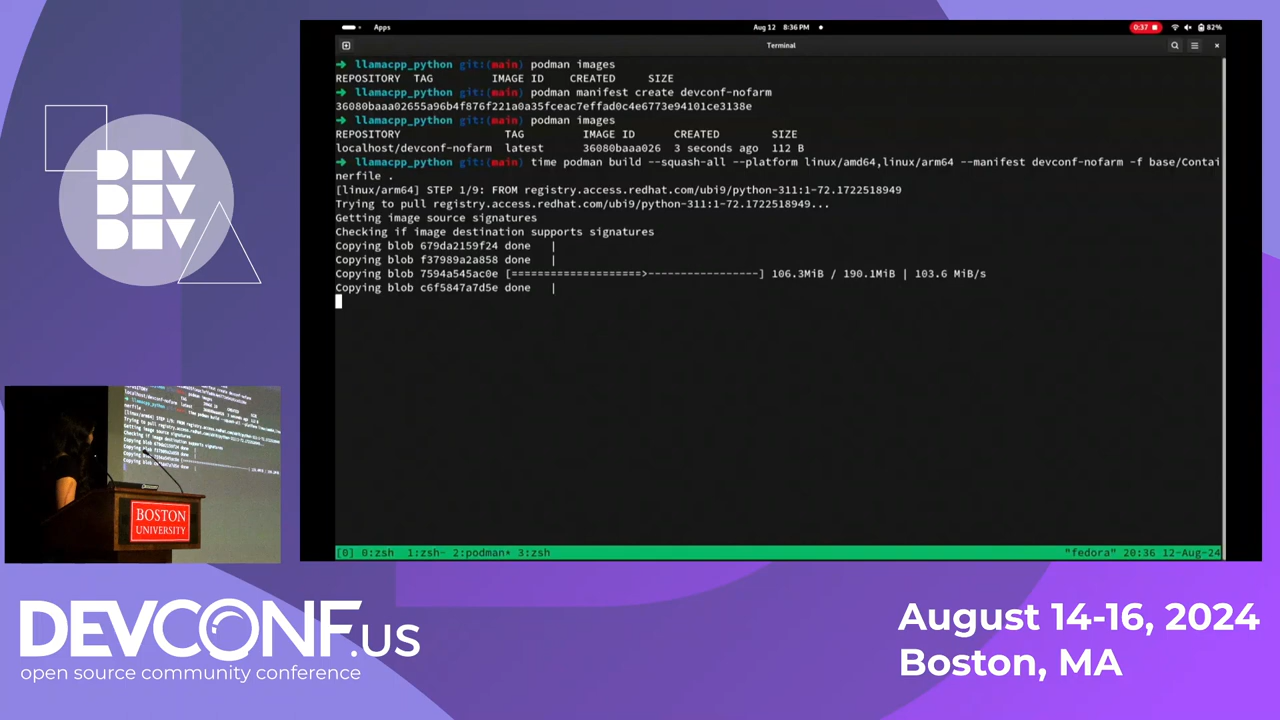 Apps
Aug 12 8:36 PM
0:37
82%
Terminal
➜ llamacpp_python git:(main) podman images
REPOSITORY TAG IMAGE ID CREATED SIZE
➜ llamacpp_python git:(main) podman manifest create devconf-nofarm
36080baaa02655a96b4f876f221a0a35fceac7effad0c4e6773e94101ce3138e
➜ llamacpp_python git:(main) podman images
REPOSITORY TAG IMAGE ID CREATED SIZE
localhost/devconf-nofarm latest 36080baaa026 3 seconds ago 112 B
➜ llamacpp_python git:(main) time podman build --squash-all --platform linux/amd64,linux/arm64 --manifest devconf-nofarm -f base/Contai
nerfile .
[linux/arm64] STEP 1/9: FROM registry.access.redhat.com/ubi9/python-311:1-72.1722518949
Trying to pull registry.access.redhat.com/ubi9/python-311:1-72.1722518949...
Getting image source signatures
Checking if image destination supports signatures
Copying blob 679da2159f24 done |
Copying blob f37989a2a858 done |
Copying blob 7594a545ac0e [====================>-----------------] 106.3MiB / 190.1MiB | 103.6 MiB/s
Copying blob c6f5847a7d5e done |
[0] 0:zsh 1:zsh- 2:podman* 3:zsh "fedora" 20:36 12-Aug-24
DEV
DEV
DEV
BOSTON
UNIVERSITY
DEVCONF.US
open source community conference
August 14-16, 2024
Boston, MA